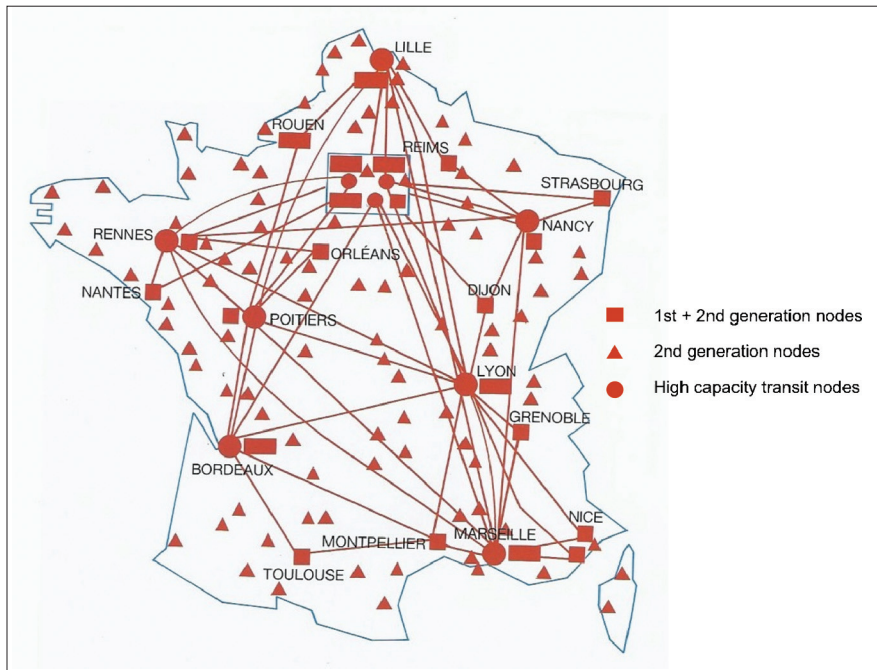 LILLE
ROUEN
REIMS
STRASBOURG
RENNES
NANCY
ORLÉANS
NANTES
DIJON
POITIERS
1st + 2nd generation nodes
2nd generation nodes
High capacity transit nodes
LYON
GRENOBLE
BORDEAUX
NICE
MARSEILLE
MONTPELLIER
TOULOUSE